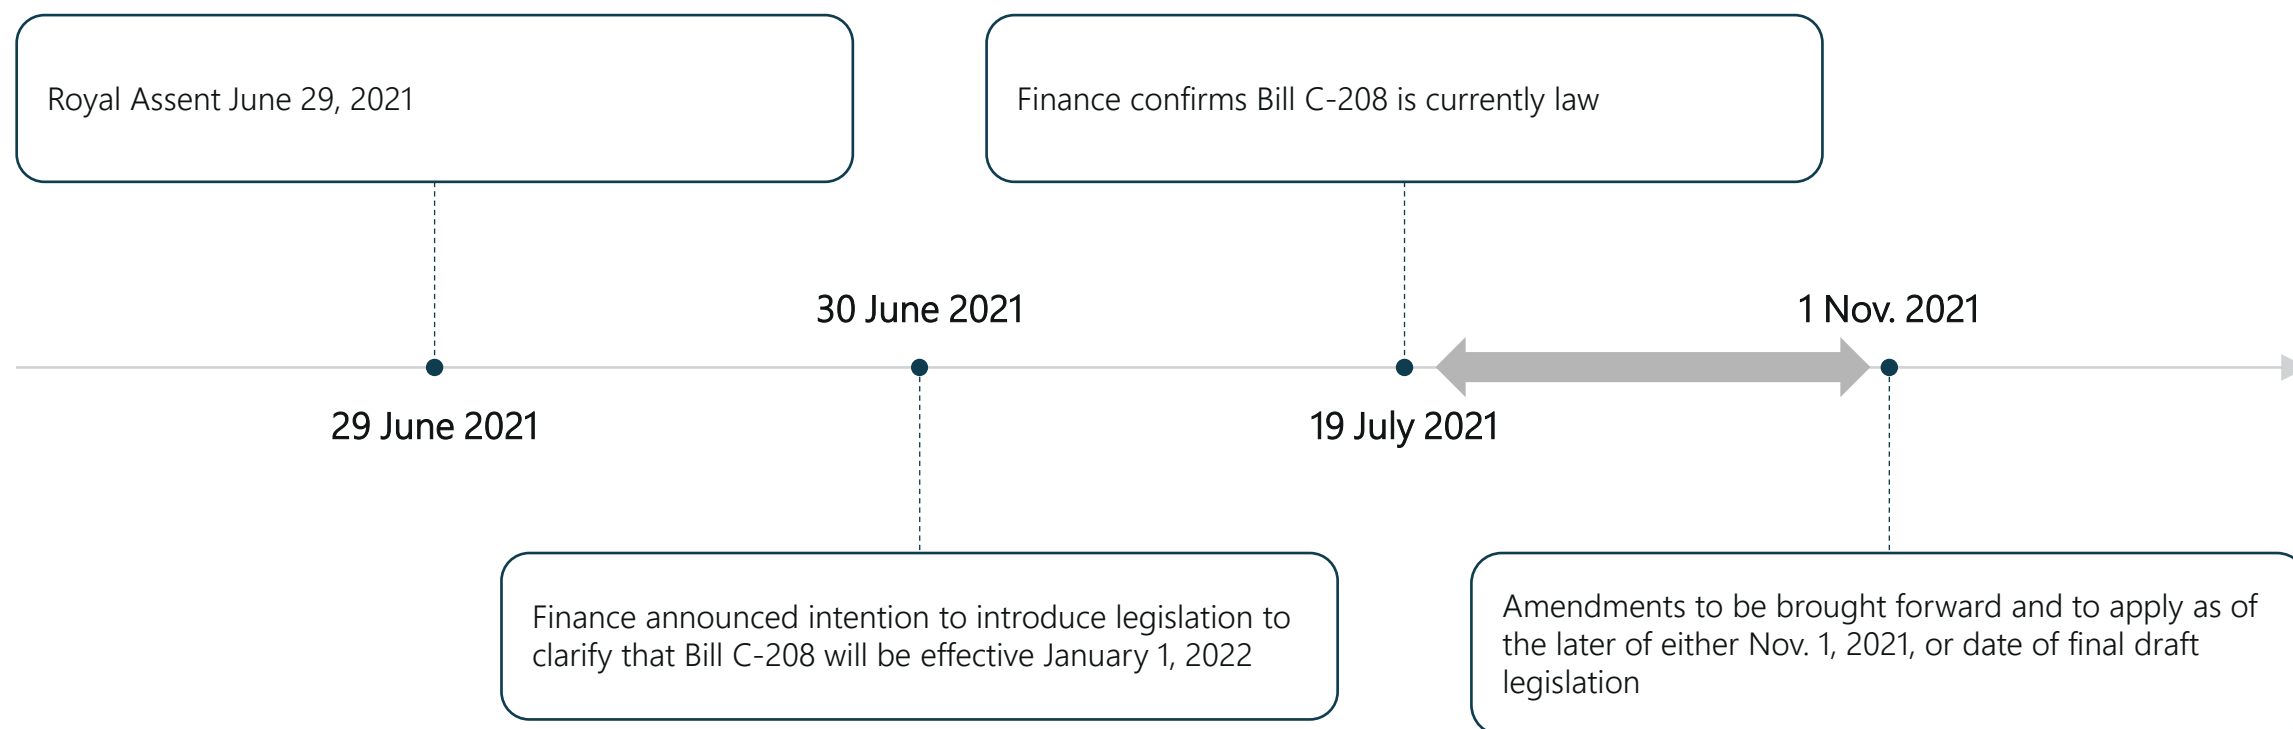 Royal Assent June 29, 2021
Finance confirms Bill C-208 is currently law
30 June 2021
1 Nov. 2021
29 June 2021
19 July 2021
Finance announced intention to introduce legislation to
clarify that Bill C-208 will be effective January 1, 2022
Amendments to be brought forward and to apply as of
the later of either Nov. 1, 2021, or date of final draft
legislation